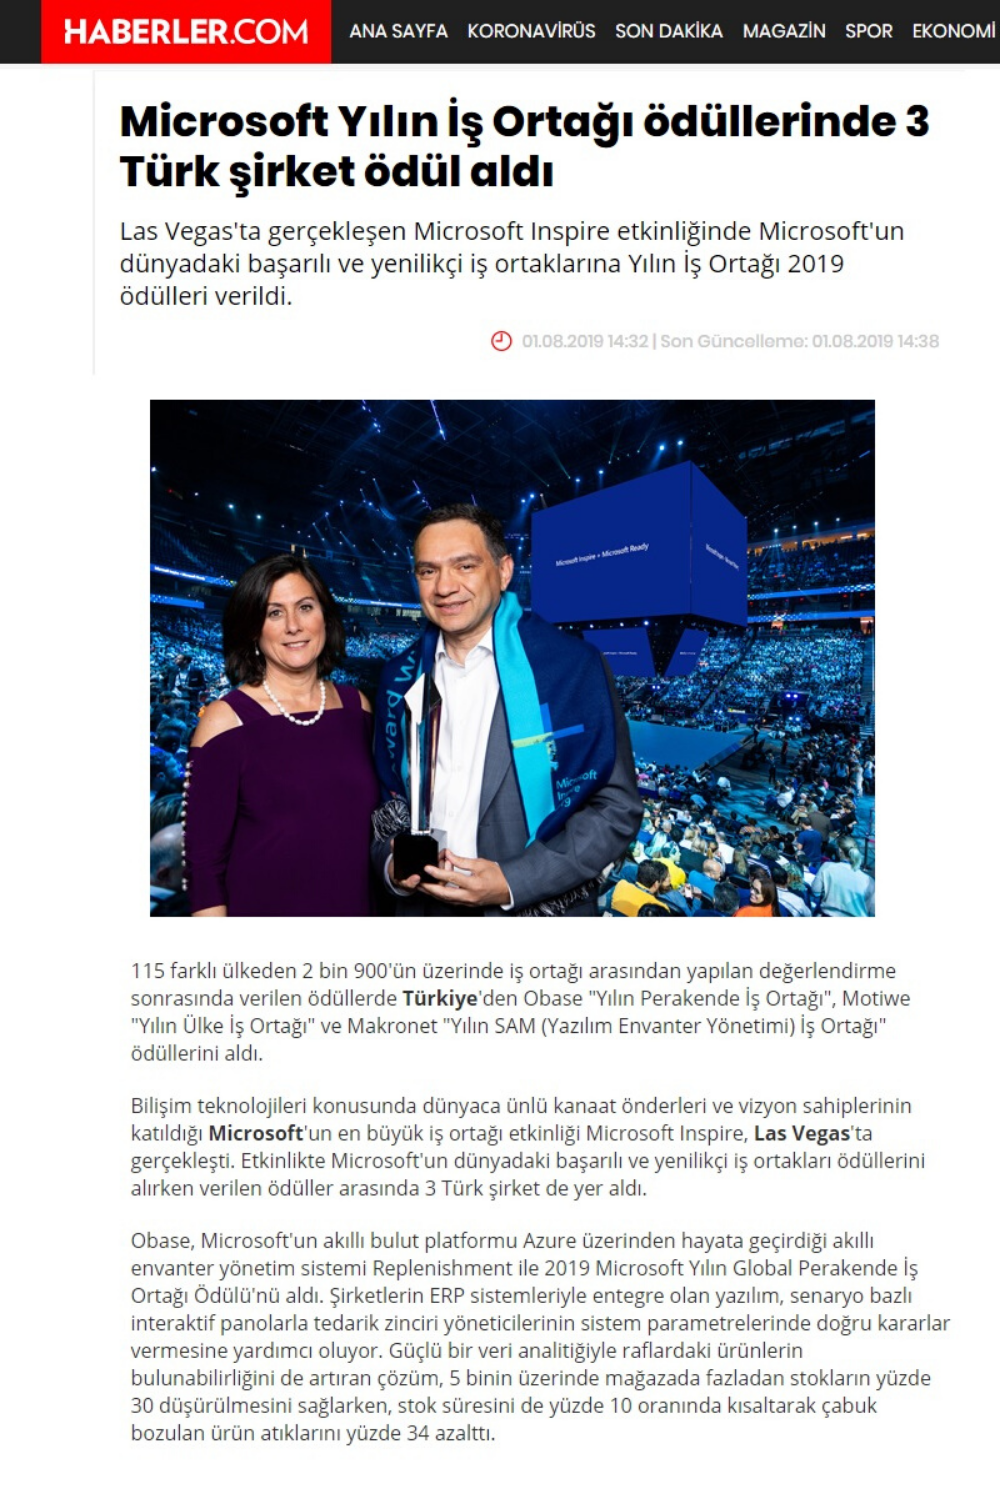 HABERLER.COM
ANA SAYFA KORONAVİRÜS SON DAKİKA MAGAZİN SPOR EKONOMİ
Microsoft Yılın İş Ortağı ödüllerinde 3
Türk şirket ödül aldı
Las Vegas'ta gerçekleşen Microsoft Inspire etkinliğinde Microsoft'un
dünyadaki başarılı ve yenilikçi iş ortaklarına Yılın İş Ortağı 2019
ödülleri verildi.
01.08.2019 14:32 | Son Güncelleme: 01.08.2019 14:38
Microsoft Inspire + Microsoft Ready
Microsoft
115 farklı ülkeden 2 bin 900'ün üzerinde iş ortağı arasından yapılan değerlendirme
sonrasında verilen ödüllerde Türkiye'den Obase "Yılın Perakende İş Ortağı", Motiwe
"Yılın Ülke İş Ortağı" ve Makronet "Yılın SAM (Yazılım Envanter Yönetimi) İş Ortağı"
ödüllerini aldı.
Bilişim teknolojileri konusunda dünyaca ünlü kanaat önderleri ve vizyon sahiplerinin
katıldığı Microsoft'un en büyük iş ortağı etkinliği Microsoft Inspire, Las Vegas'ta
gerçekleşti. Etkinlikte Microsoft'un dünyadaki başarılı ve yenilikçi iş ortakları ödüllerini
alırken verilen ödüller arasında 3 Türk şirket de yer aldı.
Obase, Microsoft'un akıllı bulut platformu Azure üzerinden hayata geçirdiği akıllı
envanter yönetim sistemi Replenishment ile 2019 Microsoft Yılın Global Perakende İş
Ortağı Ödülü'nü aldı. Şirketlerin ERP sistemleriyle entegre olan yazılım, senaryo bazlı
interaktif panolarla tedarik zinciri yöneticilerinin sistem parametrelerinde doğru kararlar
vermesine yardımcı oluyor. Güçlü bir veri analitiğiyle raflardaki ürünlerin
bulunabilirliğini de artıran çözüm, 5 binin üzerinde mağazada fazladan stokların yüzde
30 düşürülmesini sağlarken, stok süresini de yüzde 10 oranında kısaltarak çabuk
bozulan ürün atıklarını yüzde 34 azalttı.